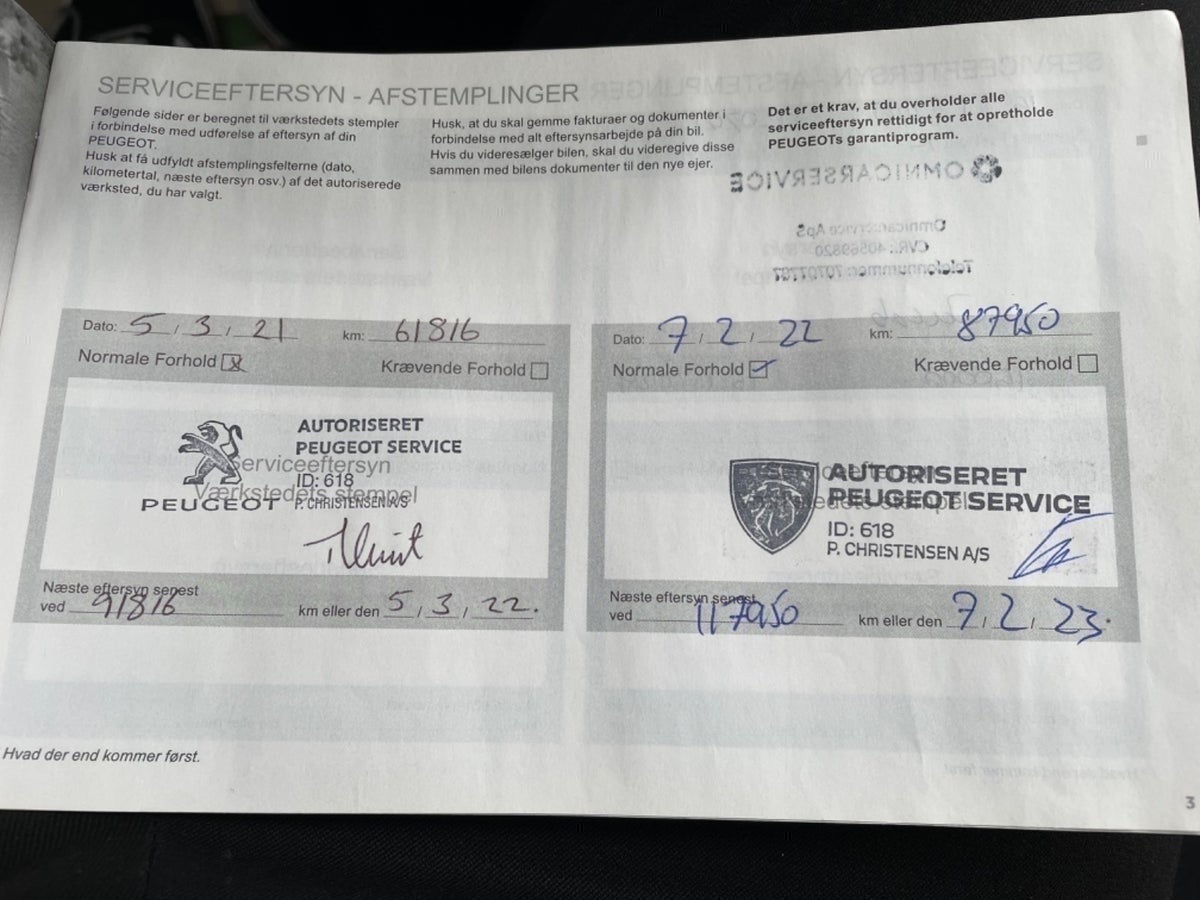 SERVICEEFTERSYN - AFSTEMPLINGER
Følgende sider er beregnet til værkstedets stempler
i forbindelse med udførelse af eftersyn af din
PEUGEOT.
Husk at få udfyldt afstemplingsfelterne (dato,
kilometertal, næste eftersyn osv.) af det autoriserede
værksted, du har valgt.
Husk, at du skal gemme fakturaer og dokumenter i
forbindelse med alt eftersynsarbejde på din bil.
Hvis du videresælger bilen, skal du videregive disse
sammen med bilens dokumenter til den nye ejer.
Det er et krav, at du overholder alle
serviceeftersyn rettidigt for at opretholde
PEUGEOTs garantiprogram.
OMNICARSERVICE
Omnicarservice ApS
Dato: 5 / 3 / 21 km: 61816
Normale Forhold Krævende Forhold
AUTORISERET
PEUGEOT SERVICE
Serviceeftersyn
ID: 618
Værkstedets stempel
PEUGEOT P. CHRISTENSEN A/S
Næste eftersyn senest
ved 91816 km eller den 5 / 3 / 22.
Dato: 7 / 2 / 22 km: 87950
Normale Forhold Krævende Forhold
AUTORISERET
PEUGEOT SERVICE
ID: 618
P. CHRISTENSEN A/S
Næste eftersyn senest
ved 117950 km eller den 7 / 2 / 23.
Hvad der end kommer først.
3